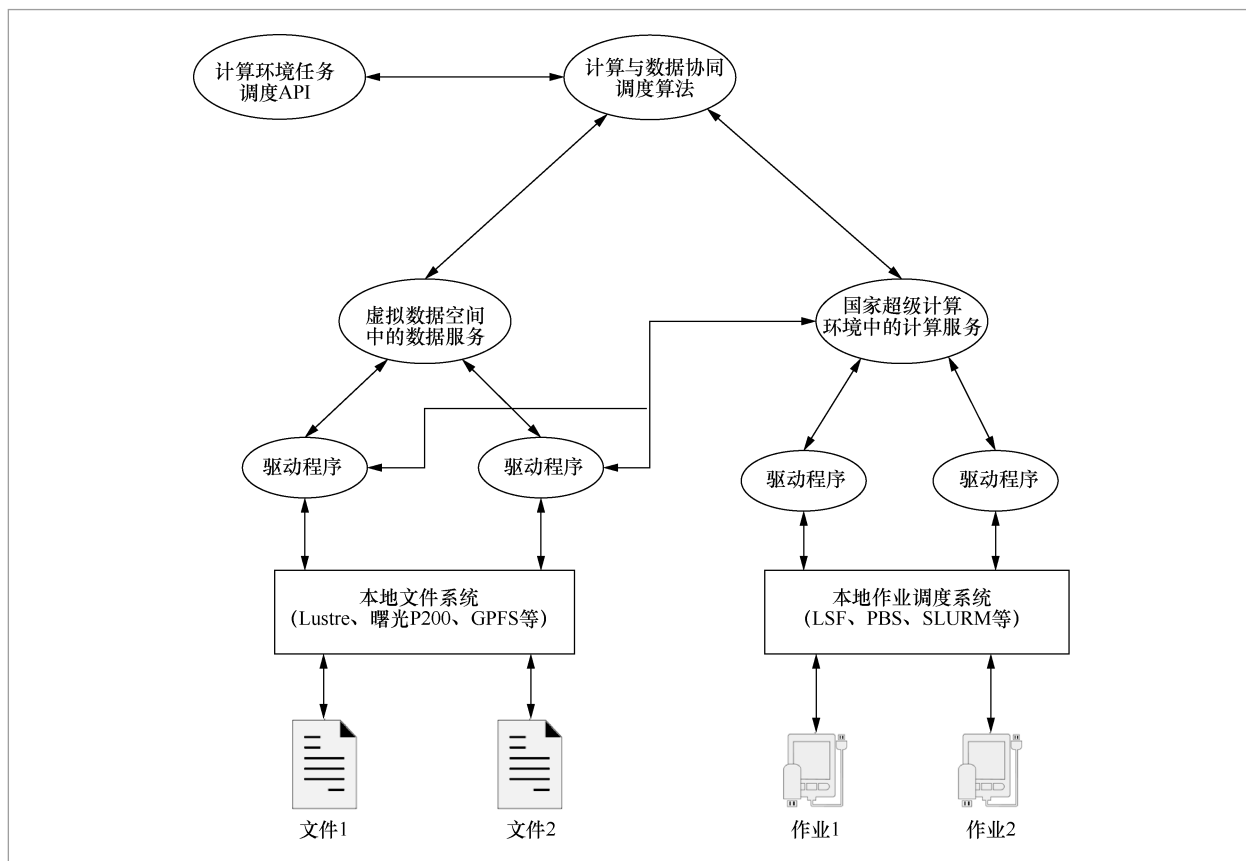 计算环境任务
调度API
计算与数据协同
调度算法
虚拟数据空间
中的数据服务
国家超级计算
环境中的计算服务
驱动程序
驱动程序
驱动程序
驱动程序
本地文件系统
（Lustre、曙光P200、GPFS等）
本地作业调度系统
（LSF、PBS、SLURM等）
文件1
文件2
作业1
作业2